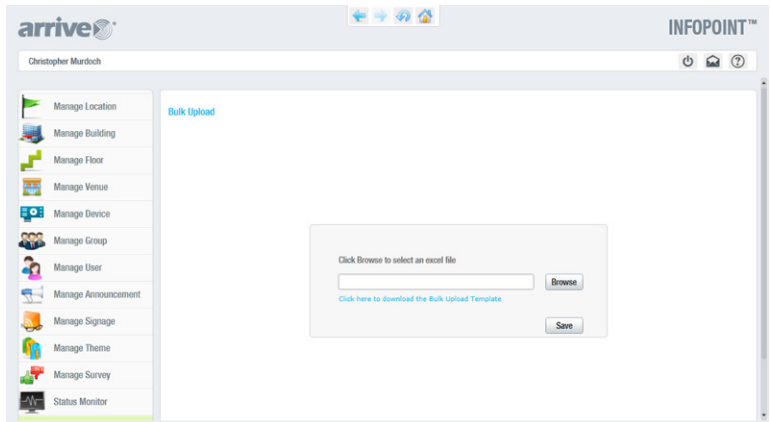 arrive
INFOPOINT™
Christopher Murdoch
Manage Location
Manage Building
Manage Floor
Manage Venue
Manage Device
Manage Group
Manage User
Manage Announcement
Manage Signage
Manage Theme
Manage Survey
Status Monitor
Bulk Upload
Click Browse to select an excel file
Browse
Click here to download the Bulk Upload Template
Save